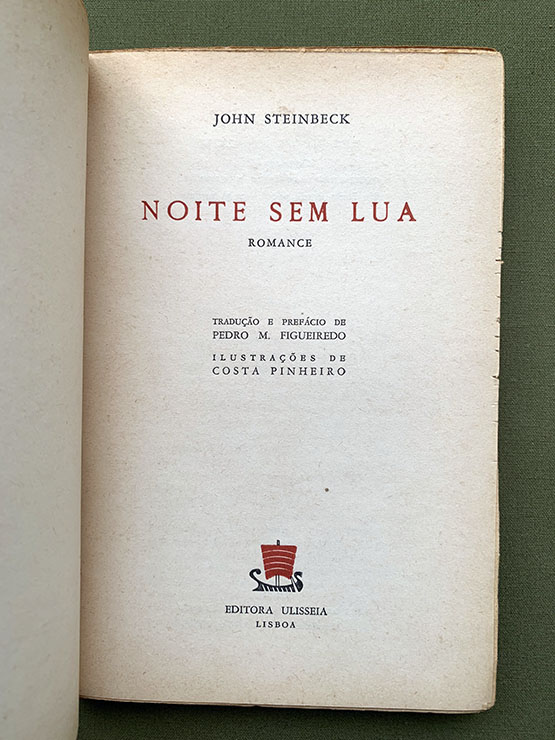 JOHN STEINBECK
NOITE SEM LUA
ROMANCE
TRADUÇÃO E PREFÁCIO DE
PEDRO M. FIGUEIREDO
ILUSTRAÇÕES DE
COSTA PINHEIRO
EDITORA ULISSEIA
LISBOA